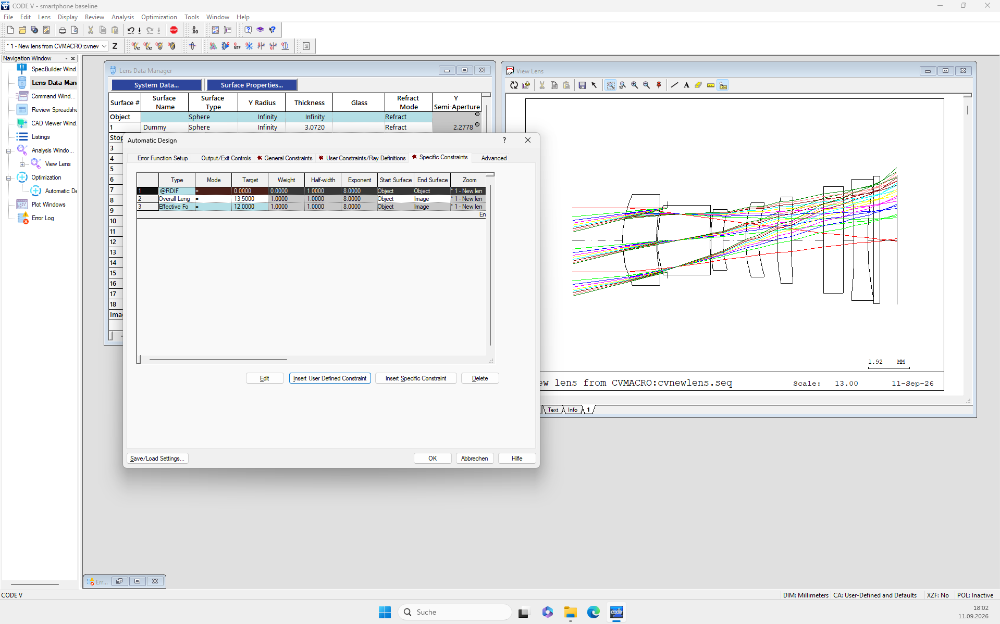 CODE V - smartphone baseline
File Edit Lens Display Review Analysis Optimization Tools Window Help
* 1 - New lens from CVMACRO:cvnew
Navigation Window
SpecBuilder Wind.
Lens Data Man
Command Wind...
Review Spreadshe
CAD Viewer Wind.
Listings
Analysis Windo...
View Lens
Optimization
Automatic De
Plot Windows
Error Log
Lens Data Manager
System Data... Surface Properties...
Surface # Surface Name Surface Type Y Radius Thickness Glass Refract Mode Y Semi-Aperture
Object Sphere Infinity Infinity Refract
1 Dummy Sphere Infinity 3.0720 Refract 2.2778
Stop
3
4
5
6
7
8
9
10
11
12
13
14
15
16
17
18
Imag
Automatic Design
Error Function Setup Output/Exit Controls General Constraints User Constraints/Ray Definitions Specific Constraints Advanced
Type Mode Target Weight Half-width Exponent Start Surface End Surface Zoom
1 @RDIF = 0.0000 0.0000 1.0000 8.0000 Object Object * 1 - New len
2 Overall Leng = 13.5000 1.0000 1.0000 8.0000 Object Image * 1 - New len
3 Effective Fo = 12.0000 1.0000 1.0000 8.0000 Object Image * 1 - New len
En
Edit Insert User Defined Constraint Insert Specific Constraint Delete
Save/Load Settings... OK Abbrechen Hilfe
View Lens
1.92 MM
ew lens from CVMACRO:cvnewlens.seq Scale: 13.00 11-Sep-26
Text Info 1
Err...
CODE V DIM: Millimeters CA: User-Defined and Defaults XZF: No POL: Inactive
Suche
18:02
11.09.2026